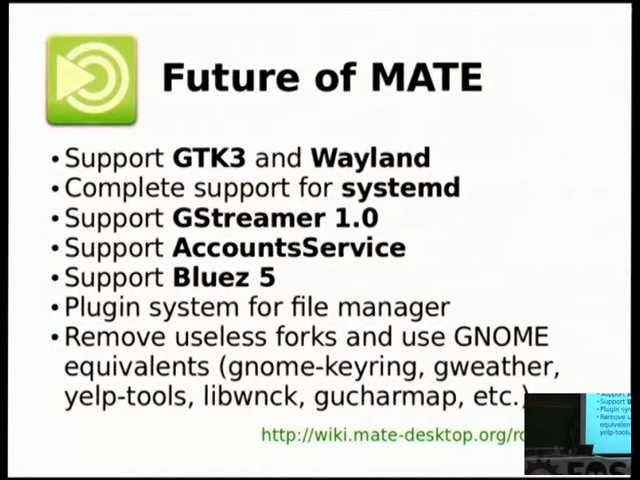 Future of MATE
• Support GTK3 and Wayland
• Complete support for systemd
• Support GStreamer 1.0
• Support AccountsService
• Support Bluez 5
• Plugin system for file manager
• Remove useless forks and use GNOME
equivalents (gnome-keyring, gweather,
yelp-tools, libwnck, gucharmap, etc.)
http://wiki.mate-desktop.org/ro